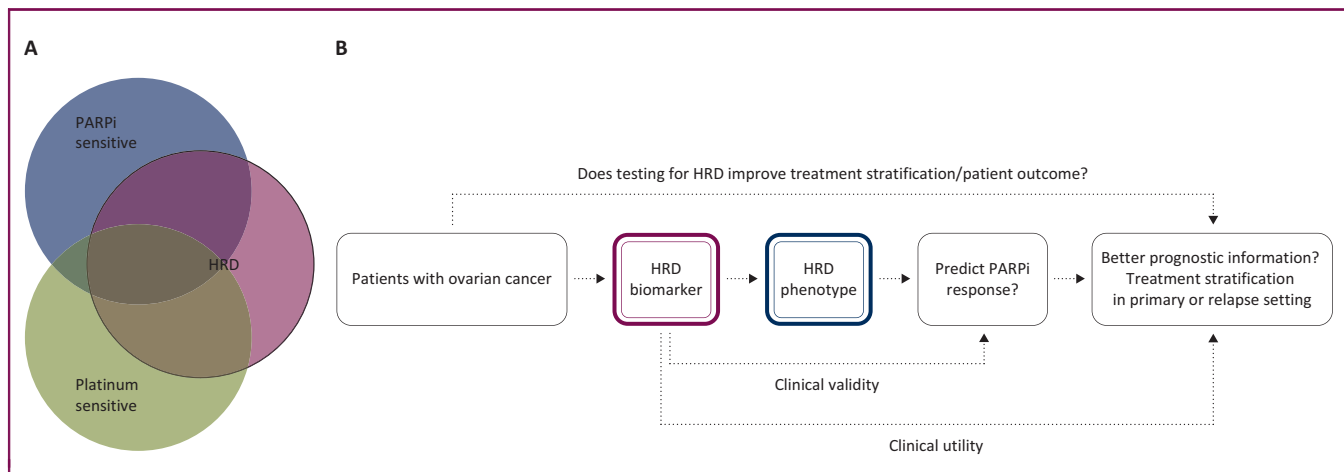 A
PARPi
sensitive
HRD
Platinum
sensitive
B
Does testing for HRD improve treatment stratification/patient outcome?
Patients with ovarian cancer
HRD
biomarker
HRD
phenotype
Predict PARPi
response?
Better prognostic information?
Treatment stratification
in primary or relapse setting
Clinical validity
Clinical utility